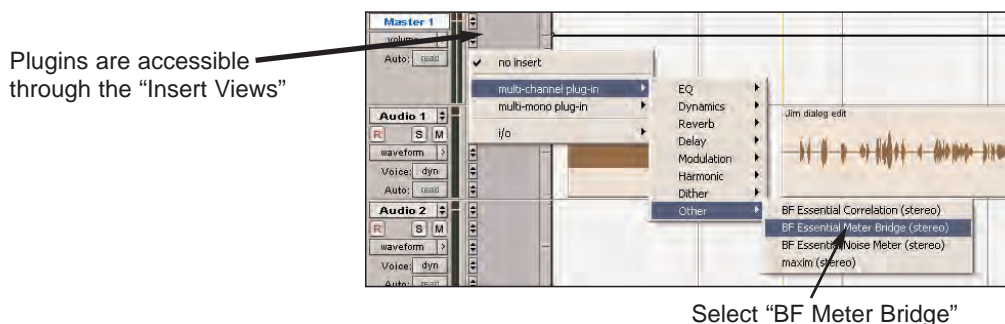 Plugins are accessible
through the “Insert Views”
Master 1
volume
Auto: read
no insert
multi-channel plug-in
multi-mono plug-in
i/o
EQ
Dynamics
Reverb
Delay
Modulation
Harmonic
Dither
Other
BF Essential Correlation (stereo)
BF Essential Meter Bridge (stereo)
BF Essential Noise Meter (stereo)
maxim (stereo)
Audio 1
R S M
waveform
Voice: dyn
Auto: read
Jim dialog edit
Audio 2
R S M
waveform
Voice: dyn
Auto: read
Select “BF Meter Bridge”